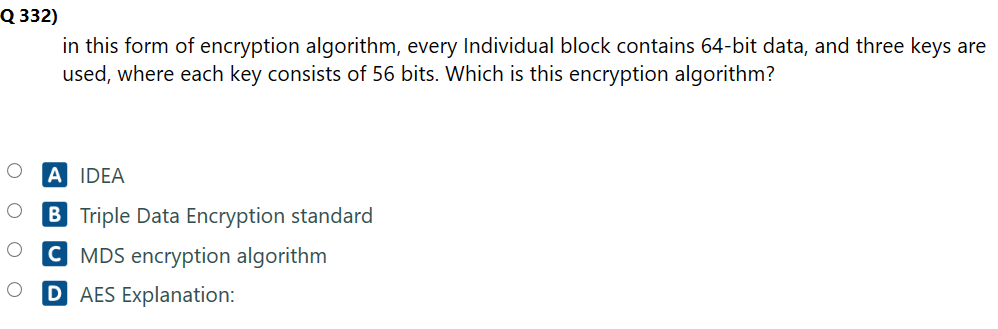 Q 332)
in this form of encryption algorithm, every Individual block contains 64-bit data, and three keys are
used, where each key consists of 56 bits. Which is this encryption algorithm?
A IDEA
B Triple Data Encryption standard
C MDS encryption algorithm
D AES Explanation: